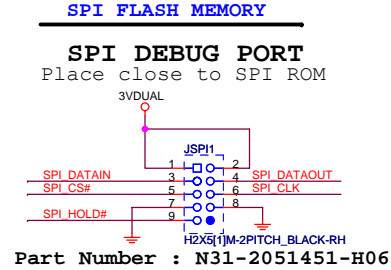 SPI FLASH MEMORY
SPI DEBUG PORT
Place close to SPI ROM
3VDUAL
JSPI1
1 2
SPI_DATAIN 3 4 SPI_DATAOUT
SPI_CS# 5 6 SPI_CLK
7 8
SPI_HOLD# 9
H2X5[1]M-2PITCH_BLACK-RH
Part Number : N31-2051451-H06